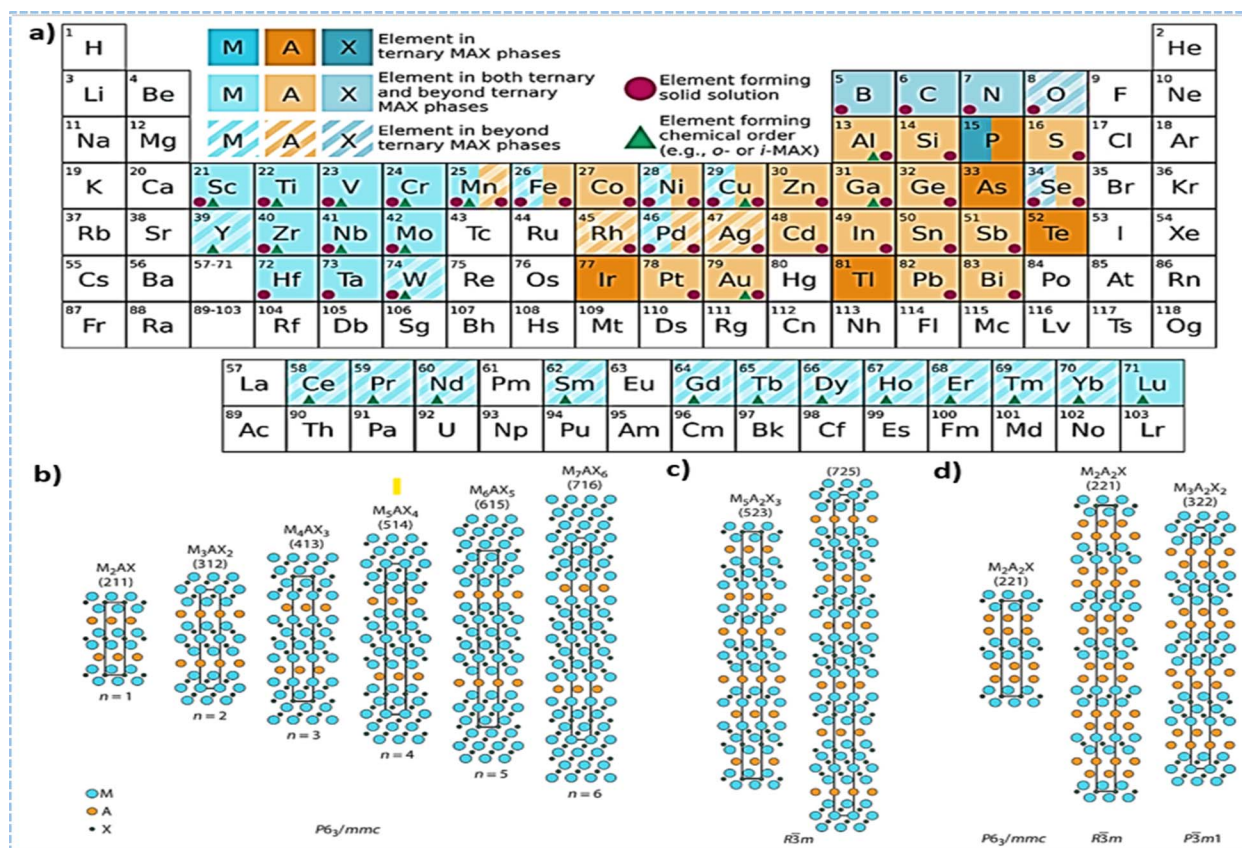 a)
1 H
M A X Element in
ternary MAX phases
2 He
M A X Element in both ternary
and beyond ternary
MAX phases
Element forming
solid solution
M A X Element in beyond
ternary MAX phases
Element forming
chemical order
(e.g., o- or i-MAX)
3 Li 4 Be 5 B 6 C 7 N 8 O 9 F 10 Ne
11 Na 12 Mg 13 Al 14 Si 15 P 16 S 17 Cl 18 Ar
19 K 20 Ca 21 Sc 22 Ti 23 V 24 Cr 25 Mn 26 Fe 27 Co 28 Ni 29 Cu 30 Zn 31 Ga 32 Ge 33 As 34 Se 35 Br 36 Kr
37 Rb 38 Sr 39 Y 40 Zr 41 Nb 42 Mo 43 Tc 44 Ru 45 Rh 46 Pd 47 Ag 48 Cd 49 In 50 Sn 51 Sb 52 Te 53 I 54 Xe
55 Cs 56 Ba 57-71 72 Hf 73 Ta 74 W 75 Re 76 Os 77 Ir 78 Pt 79 Au 80 Hg 81 Tl 82 Pb 83 Bi 84 Po 85 At 86 Rn
87 Fr 88 Ra 89-103 104 Rf 105 Db 106 Sg 107 Bh 108 Hs 109 Mt 110 Ds 111 Rg 112 Cn 113 Nh 114 Fl 115 Mc 116 Lv 117 Ts 118 Og
57 La 58 Ce 59 Pr 60 Nd 61 Pm 62 Sm 63 Eu 64 Gd 65 Tb 66 Dy 67 Ho 68 Er 69 Tm 70 Yb 71 Lu
89 Ac 90 Th 91 Pa 92 U 93 Np 94 Pu 95 Am 96 Cm 97 Bk 98 Cf 99 Es 100 Fm 101 Md 102 No 103 Lr
b)
M₂AX
(211)
n = 1
M₃AX₂
(312)
n = 2
M₄AX₃
(413)
n = 3
M₅AX₄
(514)
n = 4
M₆AX₅
(615)
n = 5
M₇AX₆
(716)
n = 6
M
A
X
P6₃/mmc
c)
M₅A₂X₃
(523)
(725)
R3̅m
d)
M₂A₂X
(221)
P6₃/mmc
M₂A₂X
(221)
R3̅m
M₃A₂X₂
(322)
P3̅m1